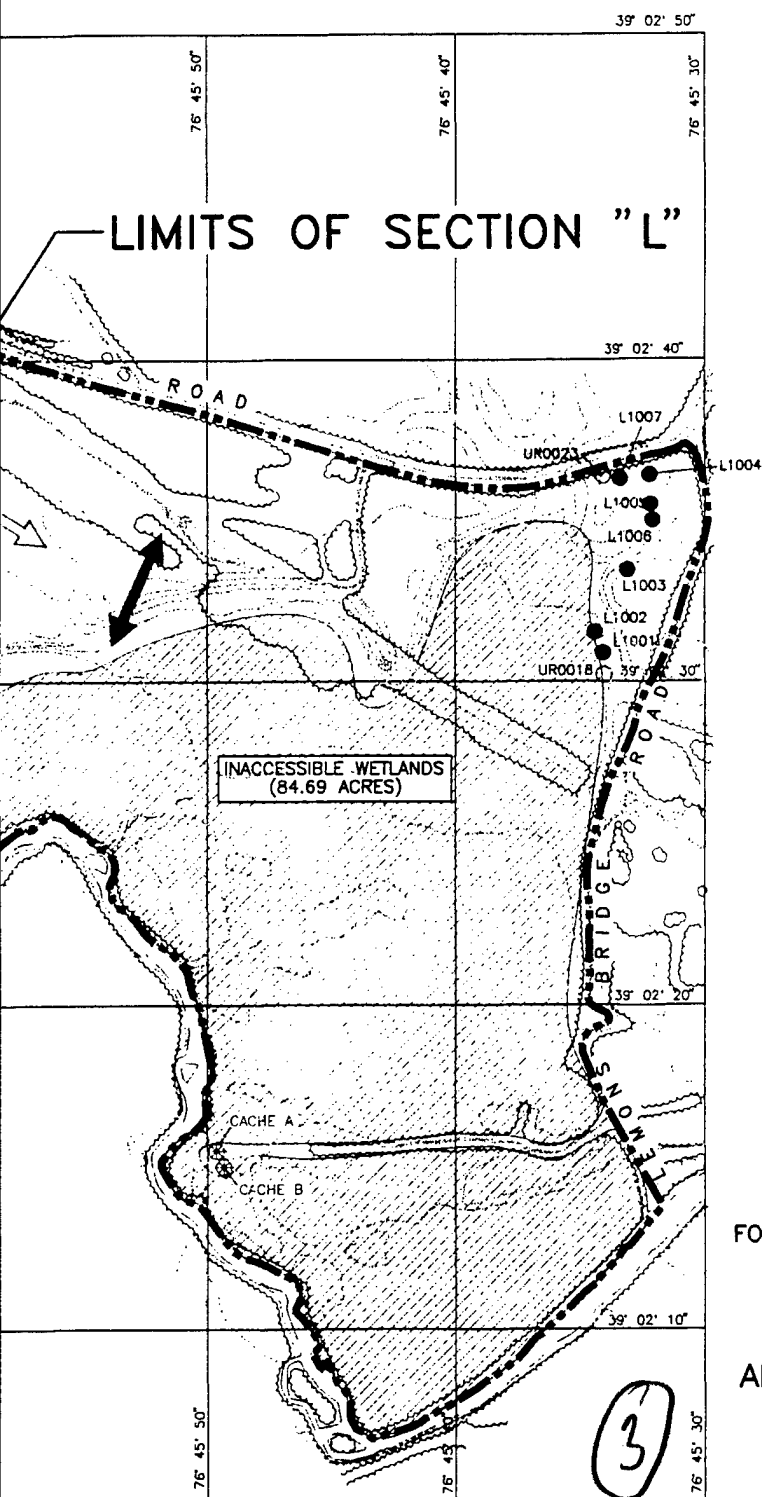 39° 02' 50"
76° 45' 50"
76° 45' 40"
76° 45' 30"
LIMITS OF SECTION "L"
39° 02' 40"
ROAD
L1007
UR0023
L1004
L1005
L1006
L1003
L1002
L1001
UR0018
39° 30"
INACCESSIBLE WETLANDS
(84.69 ACRES)
LEMONS BRIDGE ROAD
39° 02' 20"
CACHE A
CACHE B
FO
39° 02' 10"
3
76° 45' 50"
76° 45'
76° 45' 30"